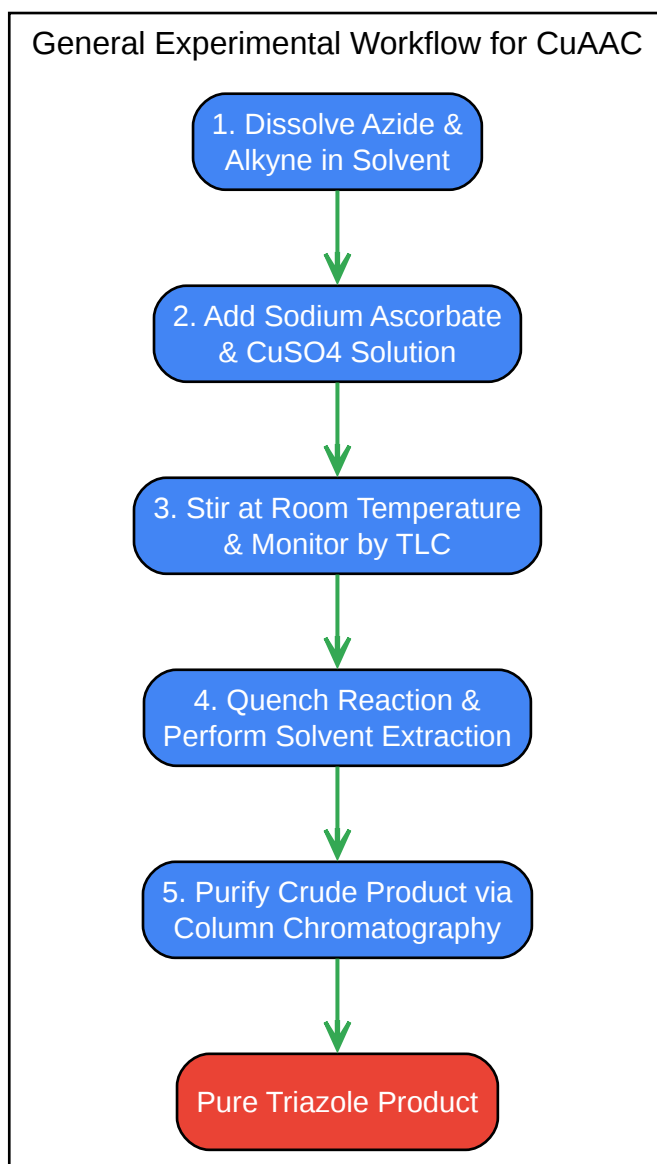 General Experimental Workflow for CuAAC
1. Dissolve Azide &
Alkyne in Solvent
2. Add Sodium Ascorbate
& CuSO4 Solution
3. Stir at Room Temperature
& Monitor by TLC
4. Quench Reaction &
Perform Solvent Extraction
5. Purify Crude Product via
Column Chromatography
Pure Triazole Product